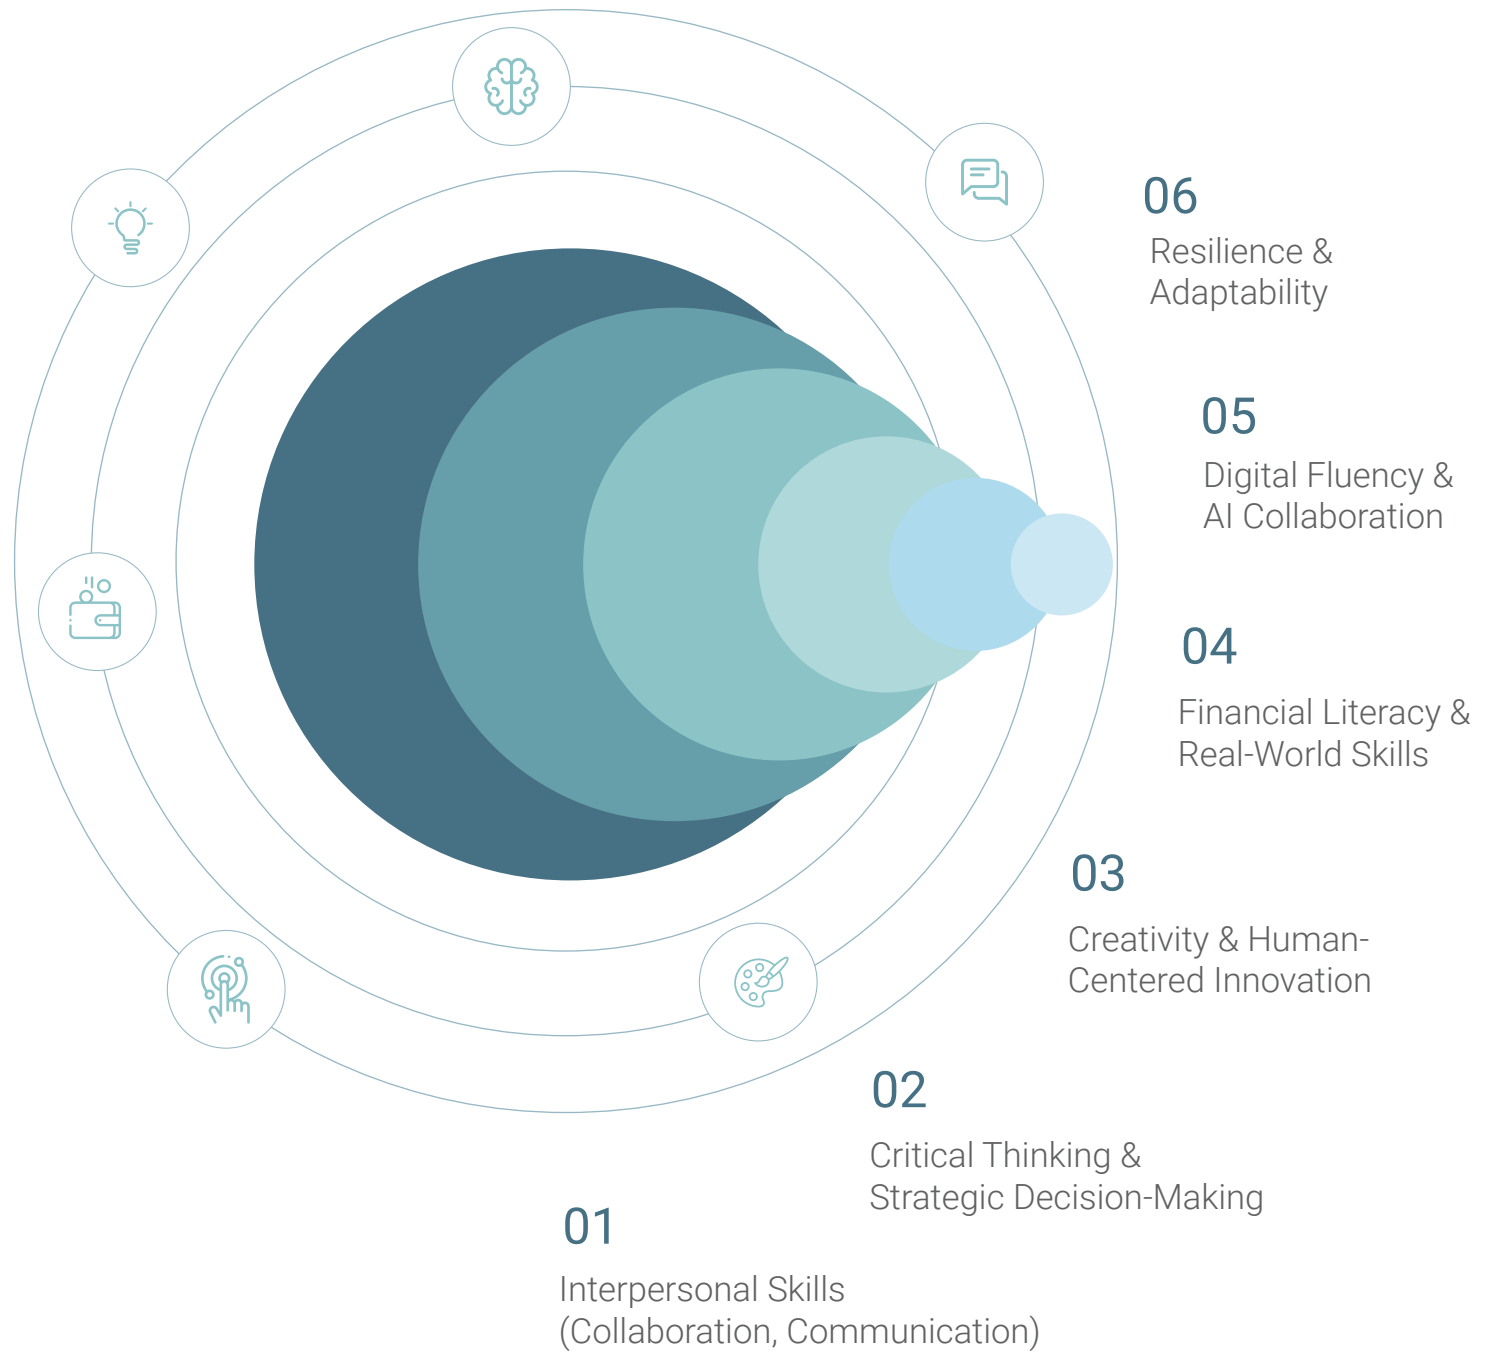 06
Resilience &
Adaptability
05
Digital Fluency &
AI Collaboration
04
Financial Literacy &
Real-World Skills
03
Creativity & Human-
Centered Innovation
02
Critical Thinking &
Strategic Decision-Making
01
Interpersonal Skills
(Collaboration, Communication)